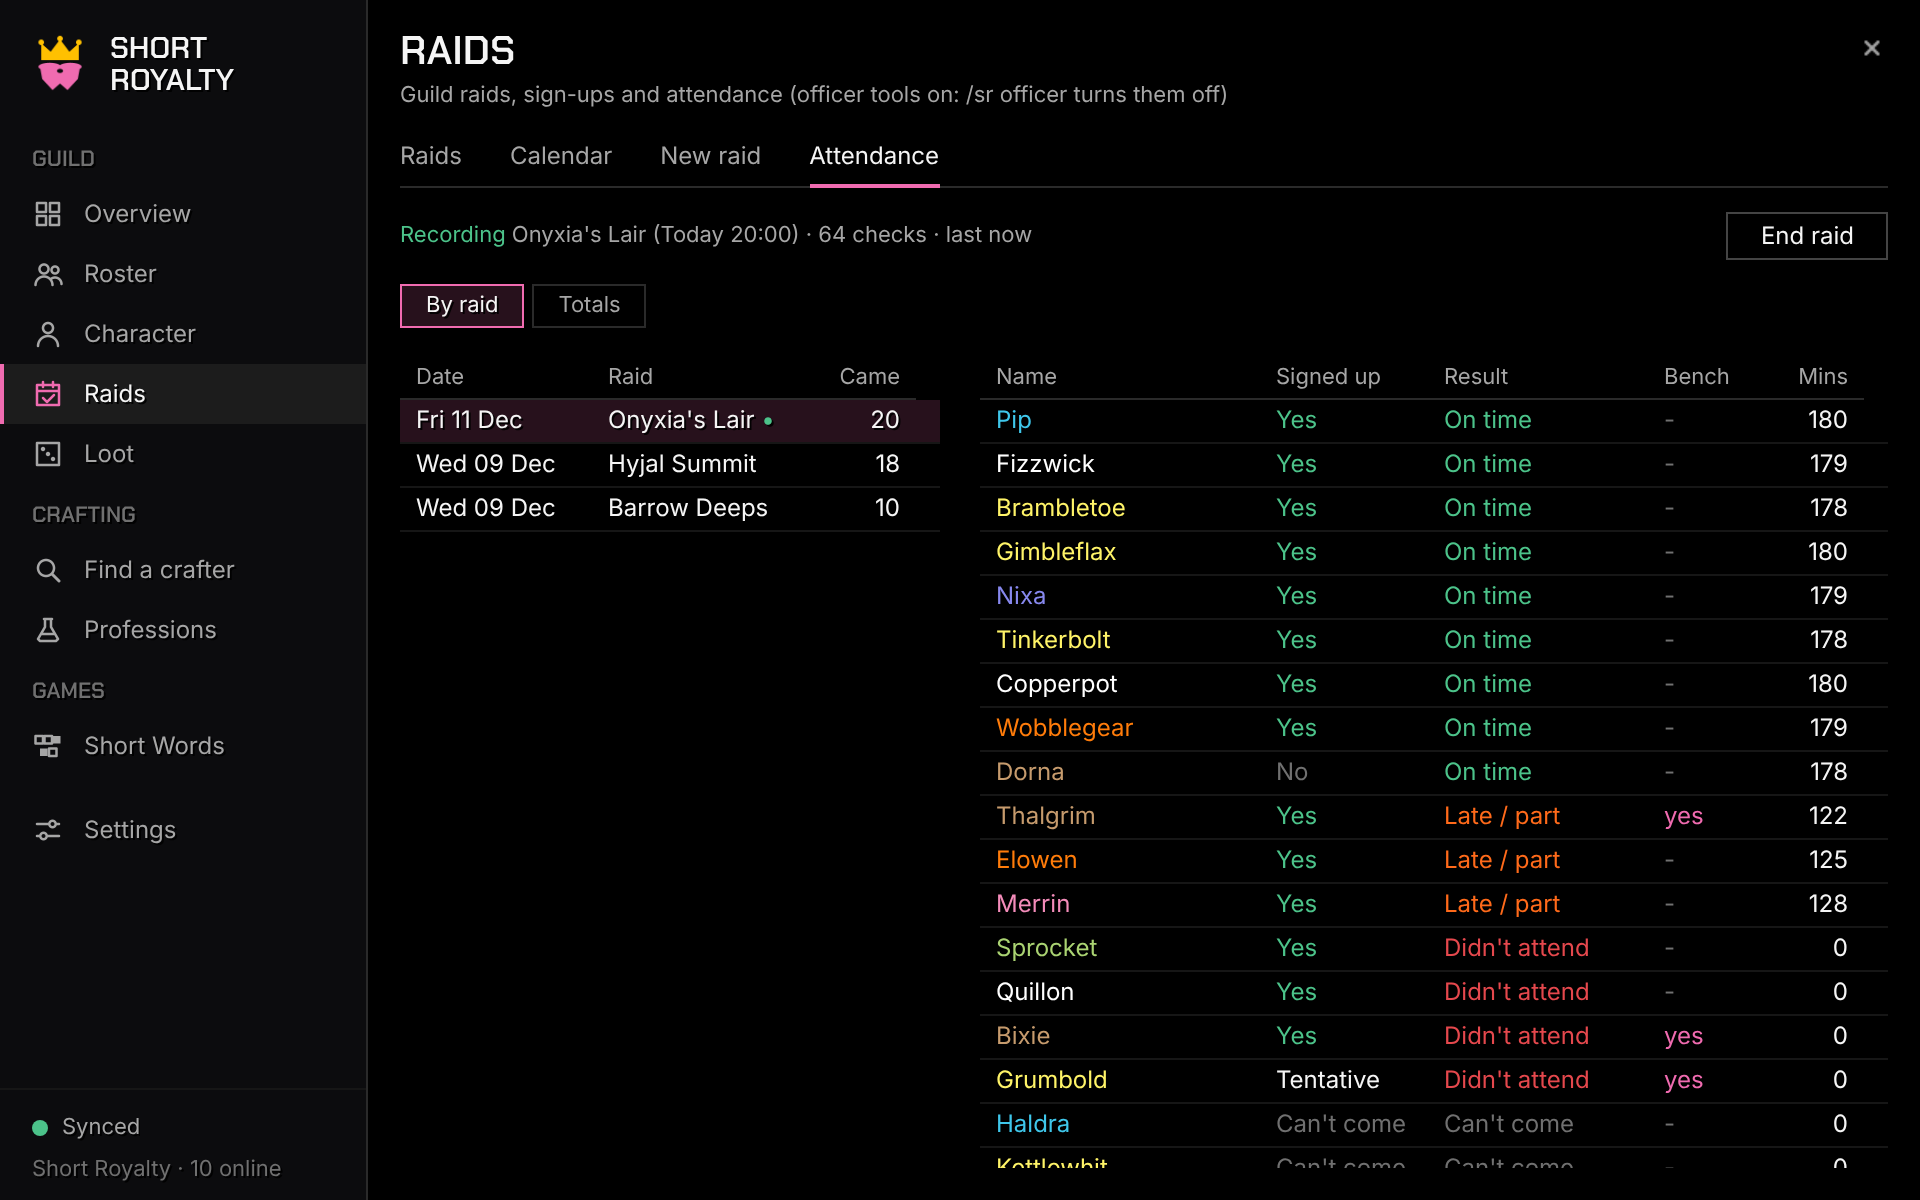 SHORT
ROYALTY
GUILD
Overview
Roster
Character
Raids
Loot
CRAFTING
Find a crafter
Professions
GAMES
Short Words
Settings
Synced
Short Royalty · 10 online
RAIDS
Guild raids, sign-ups and attendance (officer tools on: /sr officer turns them off)
Raids Calendar New raid Attendance
Recording Onyxia's Lair (Today 20:00) · 64 checks · last now
End raid
By raid Totals
Date Raid Came
Fri 11 Dec Onyxia's Lair 20
Wed 09 Dec Hyjal Summit 18
Wed 09 Dec Barrow Deeps 10
Name Signed up Result Bench Mins
Pip Yes On time - 180
Fizzwick Yes On time - 179
Brambletoe Yes On time - 178
Gimbleflax Yes On time - 180
Nixa Yes On time - 179
Tinkerbolt Yes On time - 178
Copperpot Yes On time - 180
Wobblegear Yes On time - 179
Dorna No On time - 178
Thalgrim Yes Late / part yes 122
Elowen Yes Late / part - 125
Merrin Yes Late / part - 128
Sprocket Yes Didn't attend - 0
Quillon Yes Didn't attend - 0
Bixie Yes Didn't attend yes 0
Grumbold Tentative Didn't attend yes 0
Haldra Can't come Can't come - 0
Can't come Can't come - 0